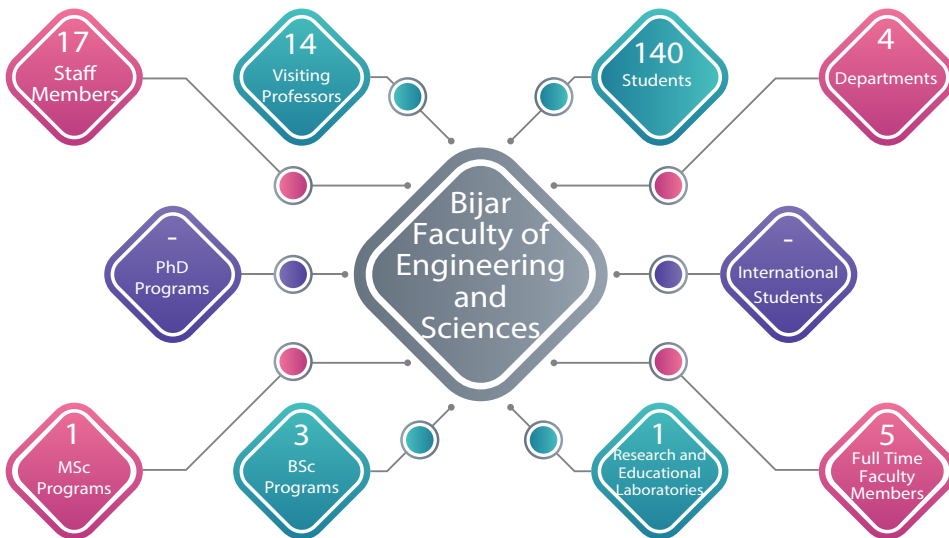 17
Staff
Members
14
Visiting
Professors
140
Students
4
Departments
-
PhD
Programs
Bijar
Faculty of
Engineering
and
Sciences
-
International
Students
1
MSc
Programs
3
BSc
Programs
1
Research and
Educational
Laboratories
5
Full Time
Faculty
Members